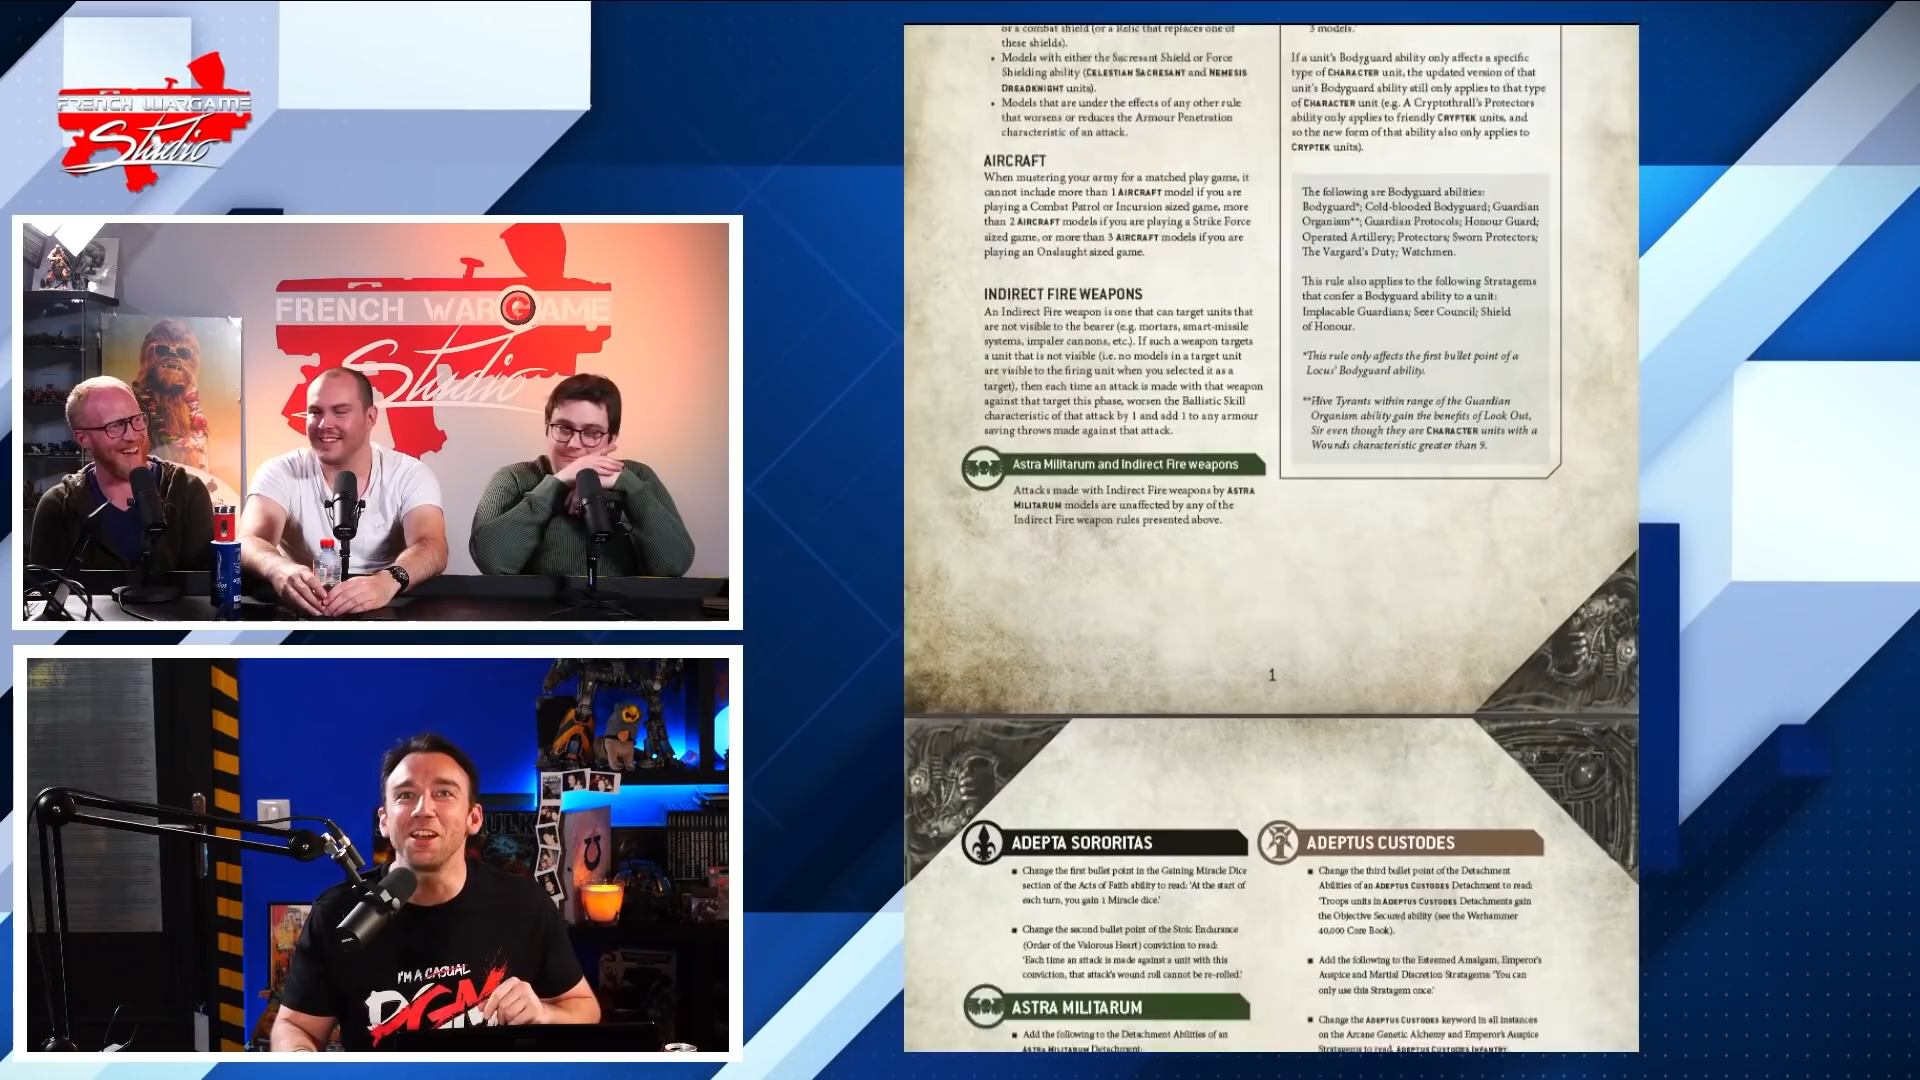 FRENCH WARGAME
Studio
FRENCH WARGAME
Studio
I'M A CASUAL
PGM
or a combat shield (or a Relic that replaces one of
these shields).
• Models with either the Sacresant Shield or Force
Shielding ability (CELESTIAN SACRESANT and NEMESIS
DREADKNIGHT units).
• Models that are under the effects of any other rule
that worsens or reduces the Armour Penetration
characteristic of an attack.
AIRCRAFT
When mustering your army for a matched play game, it
cannot include more than 1 AIRCRAFT model if you are
playing a Combat Patrol or Incursion sized game, more
than 2 AIRCRAFT models if you are playing a Strike Force
sized game, or more than 3 AIRCRAFT models if you are
playing an Onslaught sized game.
INDIRECT FIRE WEAPONS
An Indirect Fire weapon is one that can target units that
are not visible to the bearer (e.g. mortars, smart-missile
systems, impaler cannons, etc.). If such a weapon targets
a unit that is not visible (i.e. no models in a target unit
are visible to the firing unit when you selected it as a
target), then each time an attack is made with that weapon
against that target this phase, worsen the Ballistic Skill
characteristic of that attack by 1 and add 1 to any armour
saving throws made against that attack.
Astra Militarum and Indirect Fire weapons
Attacks made with Indirect Fire weapons by ASTRA
MILITARUM models are unaffected by any of the
Indirect Fire weapon rules presented above.
3 models.
If a unit's Bodyguard ability only affects a specific
type of CHARACTER unit, the updated version of that
unit's Bodyguard ability still only applies to that type
of CHARACTER unit (e.g. A Cryptothrall's Protectors
ability only applies to friendly CRYPTEK units, and
so the new form of that ability also only applies to
CRYPTEK units).
The following are Bodyguard abilities:
Bodyguard*; Cold-blooded Bodyguard; Guardian
Organism**; Guardian Protocols; Honour Guard;
Operated Artillery; Protectors; Sworn Protectors;
The Vargard's Duty; Watchmen.
This rule also applies to the following Stratagems
that confer a Bodyguard ability to a unit:
Implacable Guardians; Seer Council; Shield
of Honour.
*This rule only affects the first bullet point of a
Locus' Bodyguard ability.
**Hive Tyrants within range of the Guardian
Organism ability gain the benefits of Look Out,
Sir even though they are CHARACTER units with a
Wounds characteristic greater than 9.
1
ADEPTA SORORITAS
■ Change the first bullet point in the Gaining Miracle Dice
section of the Acts of Faith ability to read: 'At the start of
each turn, you gain 1 Miracle dice.'
■ Change the second bullet point of the Stoic Endurance
(Order of the Valorous Heart) conviction to read:
'Each time an attack is made against a unit with this
conviction, that attack's wound roll cannot be re-rolled.'
ASTRA MILITARUM
■ Add the following to the Detachment Abilities of an
ASTRA MILITARUM Detachment:
ADEPTUS CUSTODES
■ Change the third bullet point of the Detachment
Abilities of an ADEPTUS CUSTODES Detachment to read:
'Troops units in ADEPTUS CUSTODES Detachments gain
the Objective Secured ability (see the Warhammer
40,000 Core Book).
■ Add the following to the Esteemed Amalgam, Emperor's
Auspice and Martial Discretion Stratagems: 'You can
only use this Stratagem once.'
■ Change the ADEPTUS CUSTODES keyword in all instances
on the Arcane Genetic Alchemy and Emperor's Auspice
Stratagems to read, ADEPTUS CUSTODES INFANTRY.